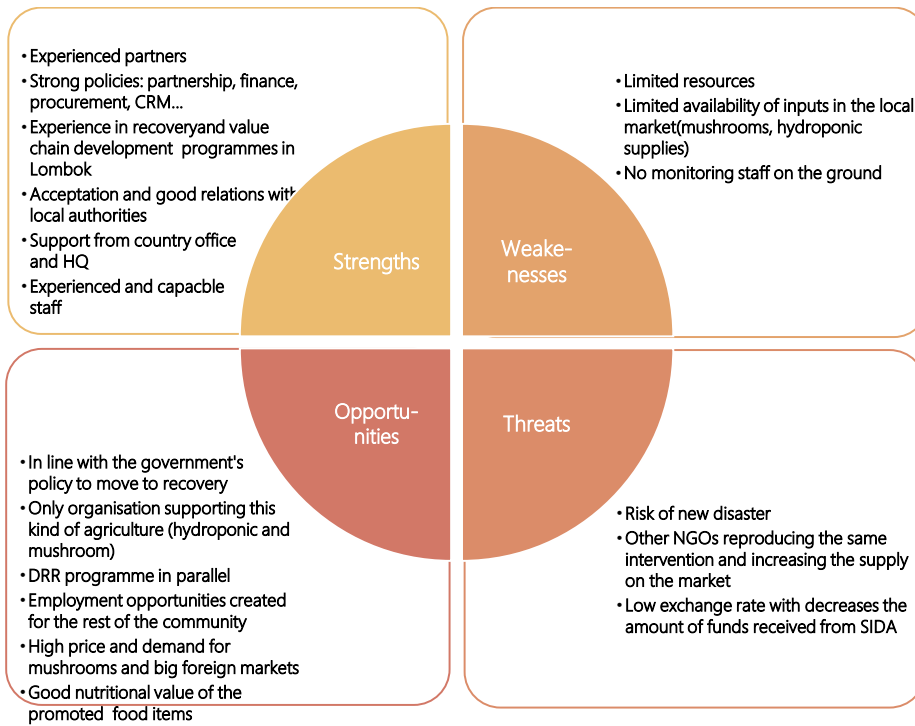 • Experienced partners
• Strong policies: partnership, finance,
procurement, CRM...
• Experience in recoveryand value
chain development programmes in
Lombok
• Acceptation and good relations with
local authorities
• Support from country office
and HQ
• Experienced and capacble
staff
Strengths
• Limited resources
• Limited availability of inputs in the local
market(mushrooms, hydroponic
supplies)
• No monitoring staff on the ground
Weake-
nesses
Opportu-
nities
• In line with the government's
policy to move to recovery
• Only organisation supporting this
kind of agriculture (hydroponic and
mushroom)
• DRR programme in parallel
• Employment opportunities created
for the rest of the community
• High price and demand for
mushrooms and big foreign markets
• Good nutritional value of the
promoted food items
Threats
• Risk of new disaster
• Other NGOs reproducing the same
intervention and increasing the supply
on the market
• Low exchange rate with decreases the
amount of funds received from SIDA